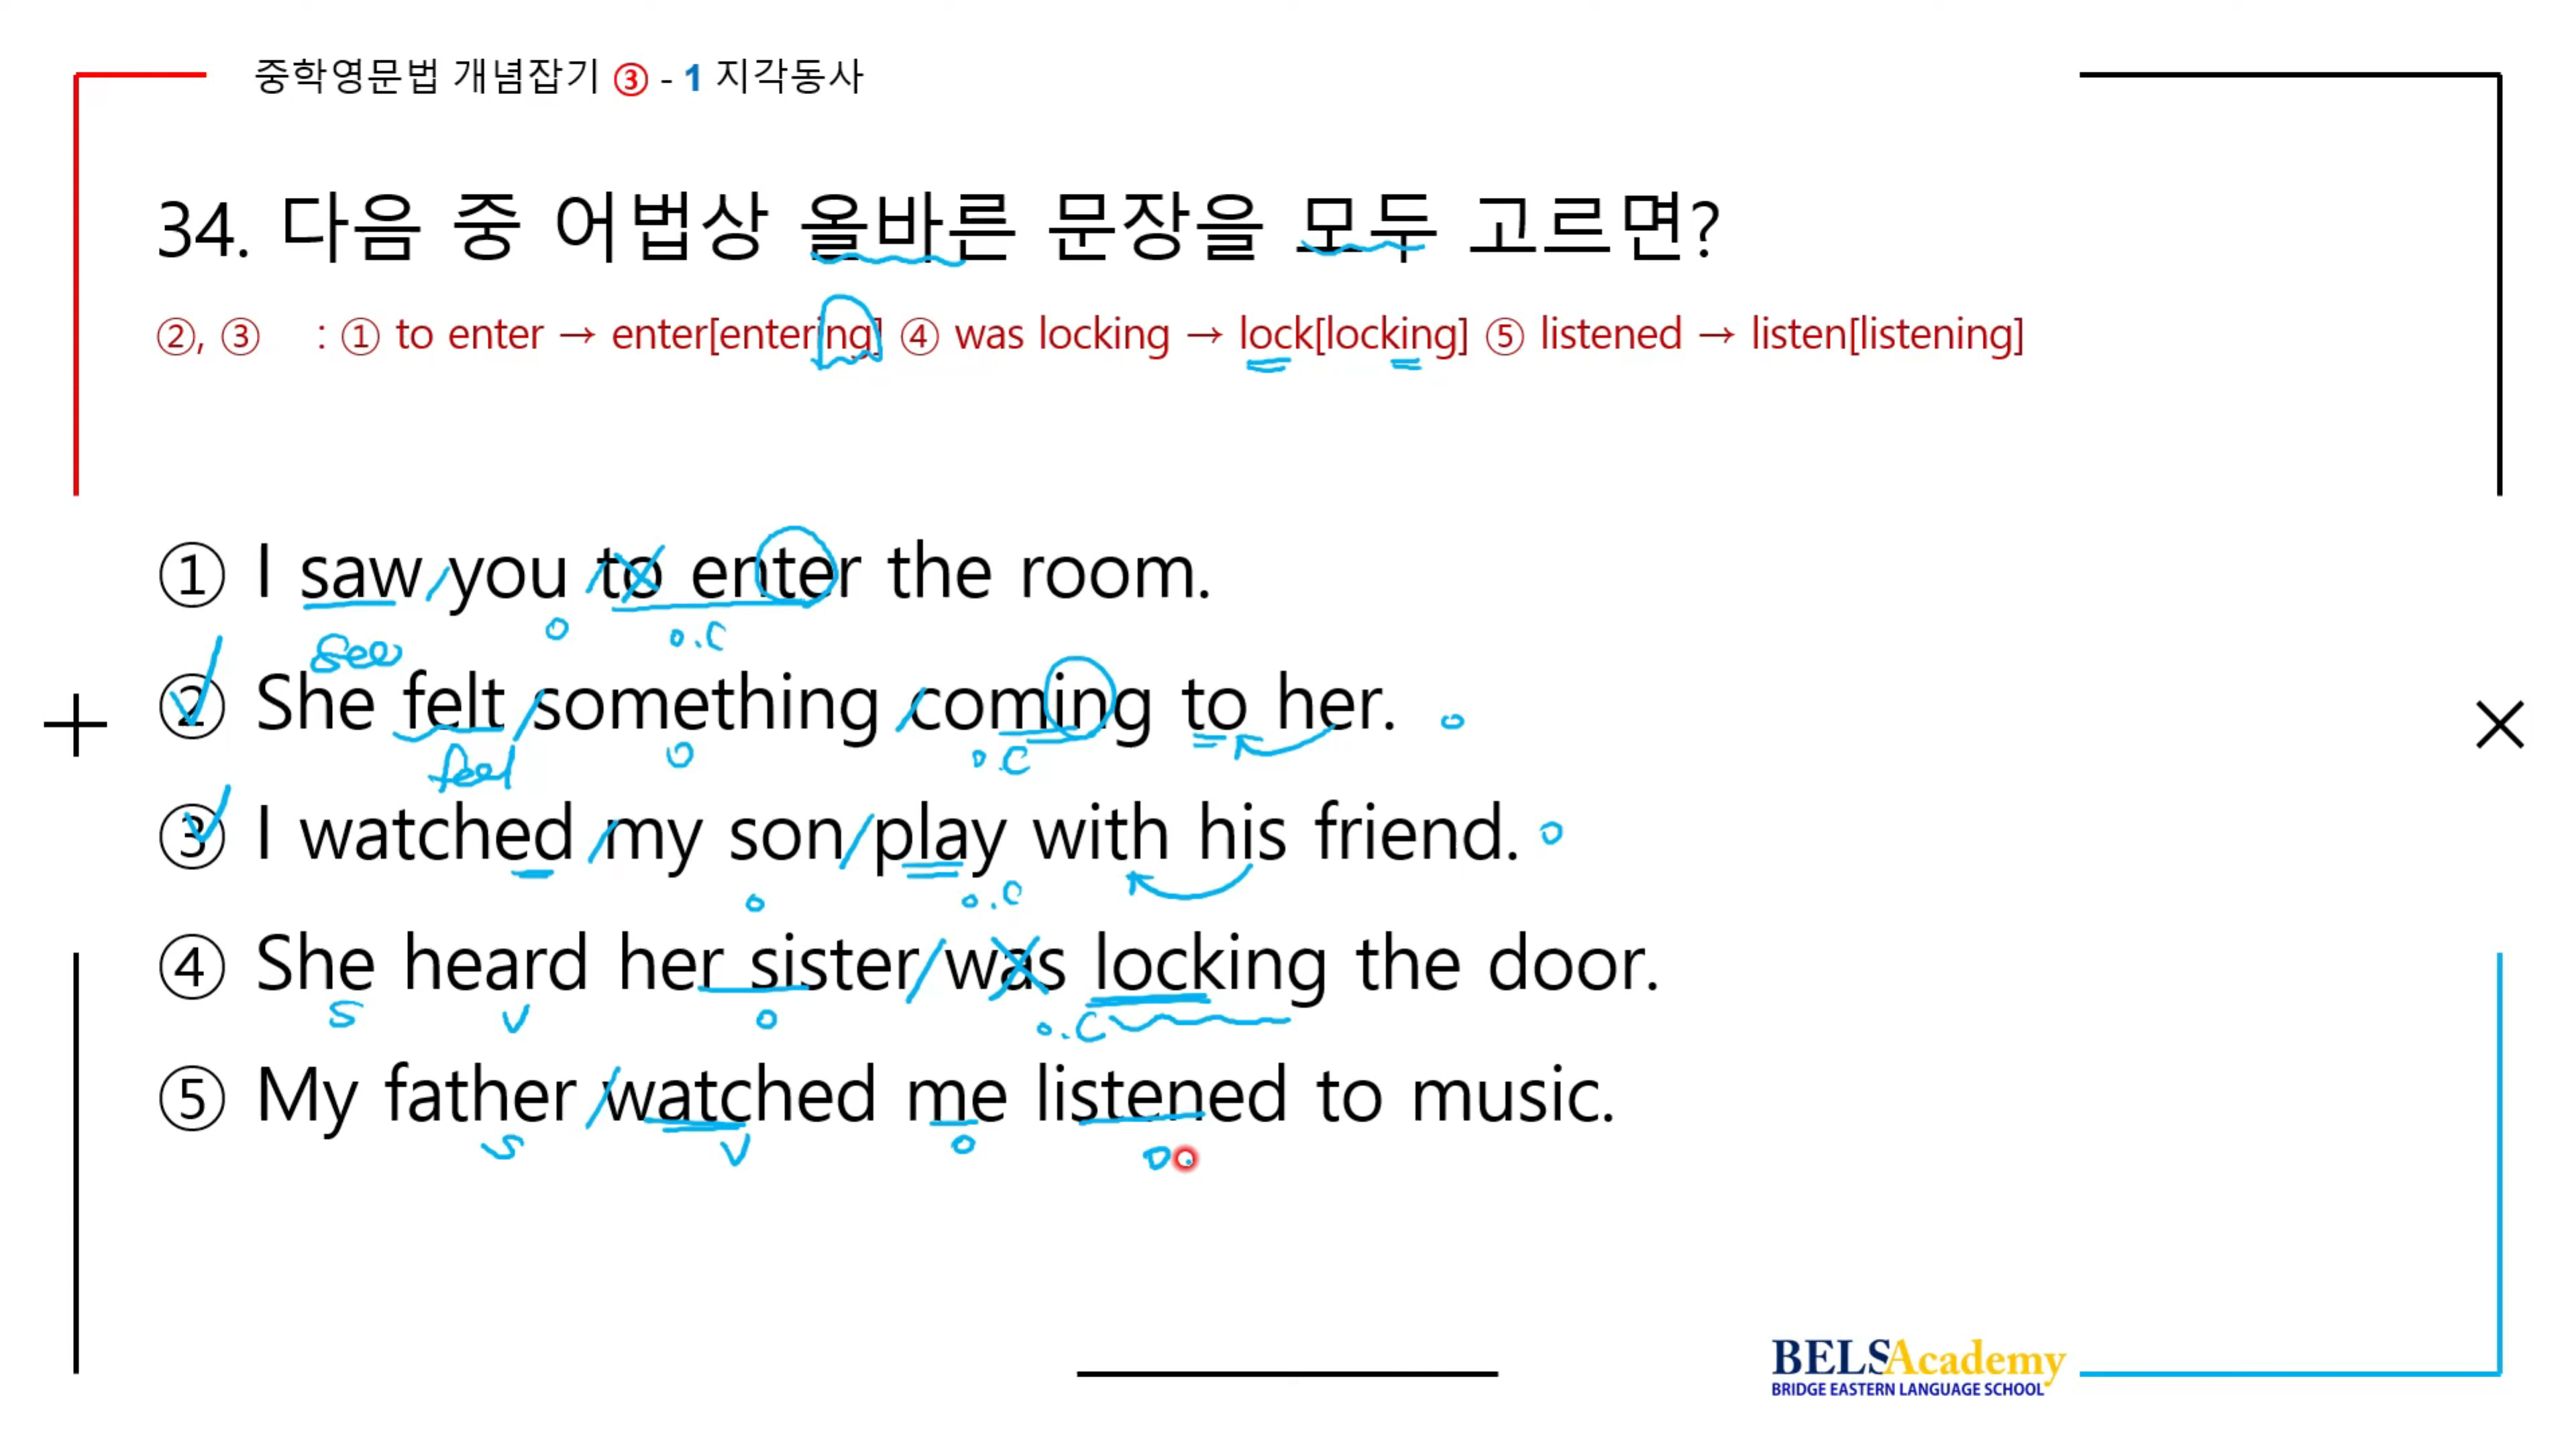 중학영문법 개념잡기 ③ - 1 지각동사
34. 다음 중 어법상 올바른 문장을 모두 고르면?
②, ③ : ① to enter → enter[entering] ④ was locking → lock[locking] ⑤ listened → listen[listening]
① I saw you to enter the room.
see o o.c
② She felt something coming to her. o
feel o o.c
③ I watched my son play with his friend. o
o o.c
④ She heard her sister was locking the door.
s v o o.c
⑤ My father watched me listened to music.
s v o o.
BELSAcademy
BRIDGE EASTERN LANGUAGE SCHOOL